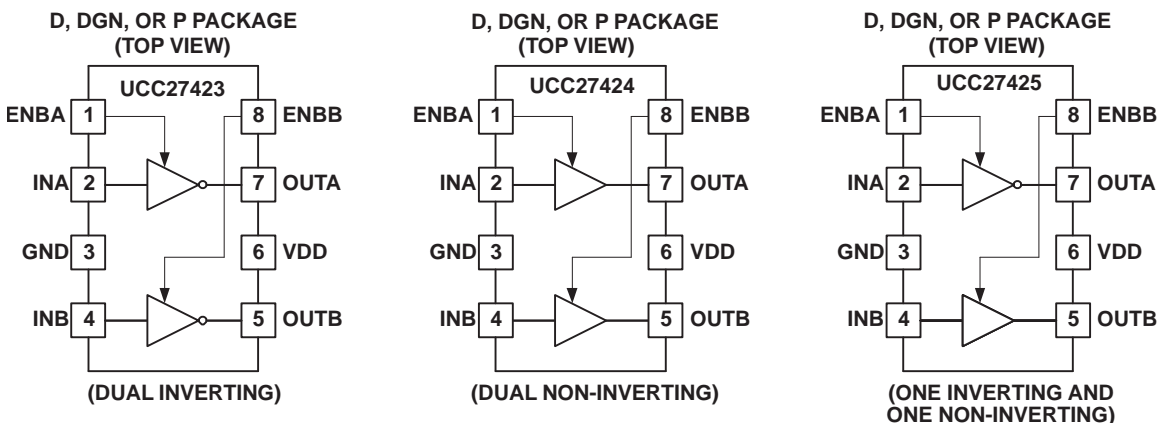 D, DGN, OR P PACKAGE
(TOP VIEW)
UCC27423
ENBA 1 8 ENBB
INA 2 7 OUTA
GND 3 6 VDD
INB 4 5 OUTB
(DUAL INVERTING)
D, DGN, OR P PACKAGE
(TOP VIEW)
UCC27424
ENBA 1 8 ENBB
INA 2 7 OUTA
GND 3 6 VDD
INB 4 5 OUTB
(DUAL NON-INVERTING)
D, DGN, OR P PACKAGE
(TOP VIEW)
UCC27425
ENBA 1 8 ENBB
INA 2 7 OUTA
GND 3 6 VDD
INB 4 5 OUTB
(ONE INVERTING AND
ONE NON-INVERTING)